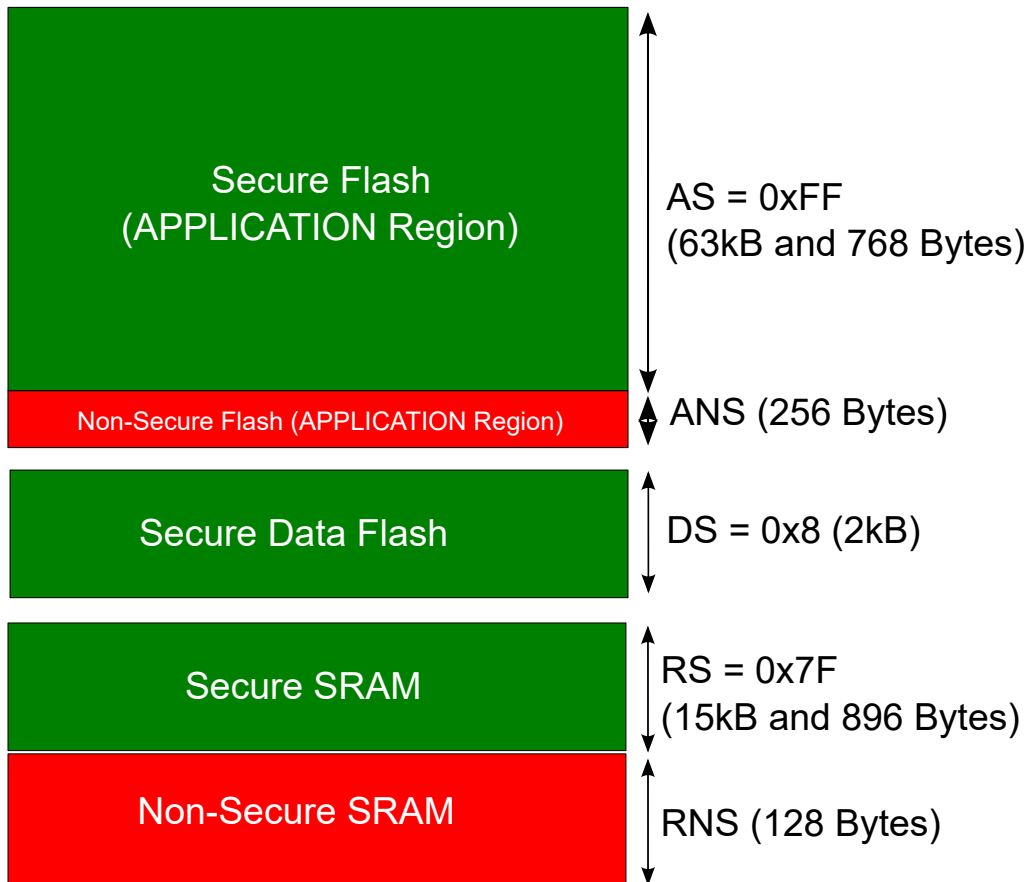 Secure Flash
(APPLICATION Region)
AS = 0xFF
(63kB and 768 Bytes)
Non-Secure Flash (APPLICATION Region)
ANS (256 Bytes)
Secure Data Flash
DS = 0x8 (2kB)
Secure SRAM
RS = 0x7F
(15kB and 896 Bytes)
Non-Secure SRAM
RNS (128 Bytes)